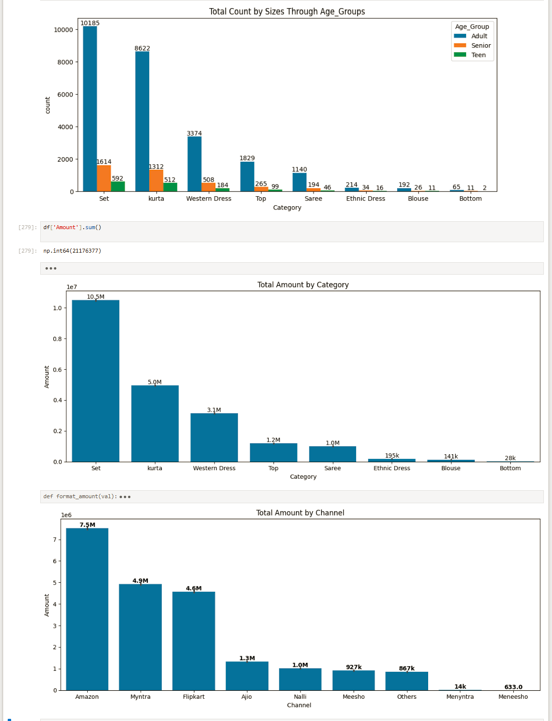 Total Count by Sizes Through Age_Groups
Age_Group
Adult
Senior
Teen
count
10000
8000
6000
4000
2000
0
10185
1614
592
8622
1312
512
3374
508
184
1829
265
99
1140
194
46
214
34
16
192
26
11
65
11
2
Set kurta Western Dress Top Saree Ethnic Dress Blouse Bottom
Category
df['Amount'].sum()
np.int64(21176377)
Total Amount by Category
1e7
Amount
1.0
0.8
0.6
0.4
0.2
0.0
10.5M
5.0M
3.1M
1.2M
1.0M
195k
141k
28k
Set kurta Western Dress Top Saree Ethnic Dress Blouse Bottom
Category
def format_amount(val):
Total Amount by Channel
1e6
Amount
7
6
5
4
3
2
1
0
7.5M
4.9M
4.6M
1.3M
1.0M
927k
867k
14k
633.0
Amazon Myntra Flipkart Ajio Nalli Meesho Others Menyntra Meneesho
Channel